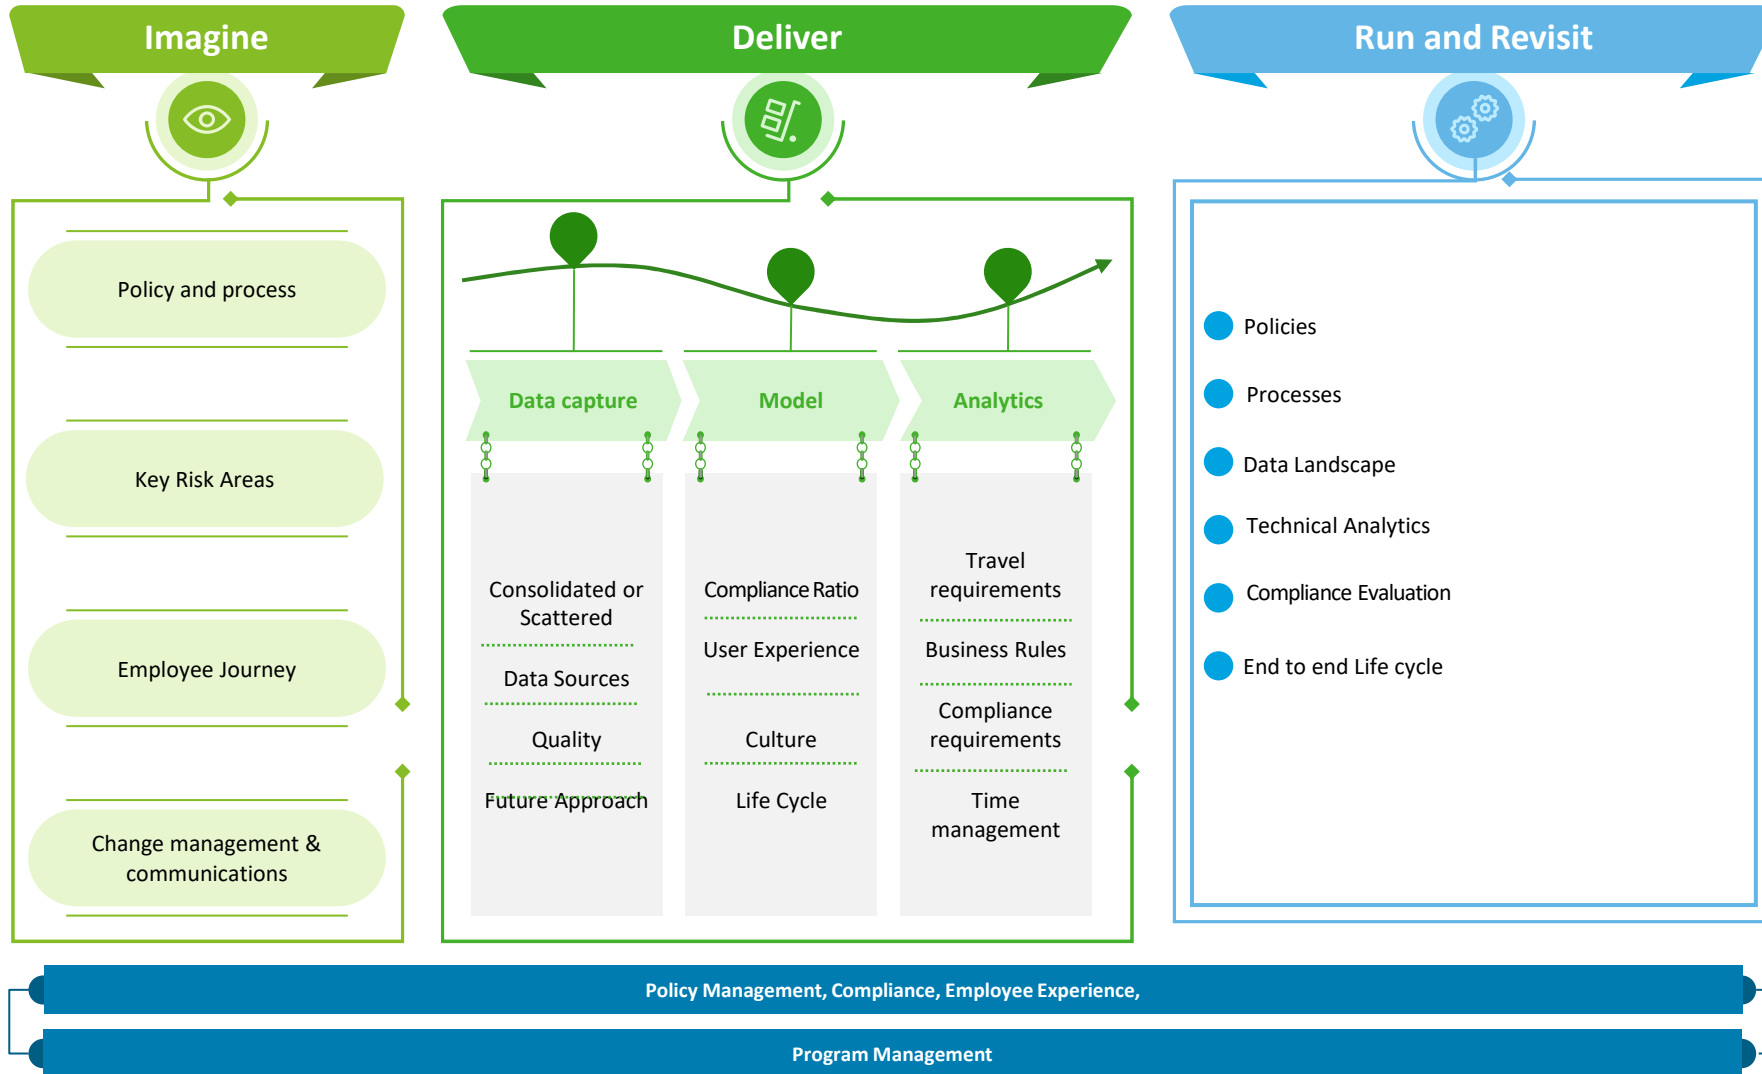 Imagine
Policy and process
Key Risk Areas
Employee Journey
Change management &
communications
Deliver
Data capture
Consolidated or
Scattered
Data Sources
Quality
Future Approach
Model
Compliance Ratio
User Experience
Culture
Life Cycle
Analytics
Travel
requirements
Business Rules
Compliance
requirements
Time
management
Run and Revisit
Policies
Processes
Data Landscape
Technical Analytics
Compliance Evaluation
End to end Life cycle
Policy Management, Compliance, Employee Experience,
Program Management